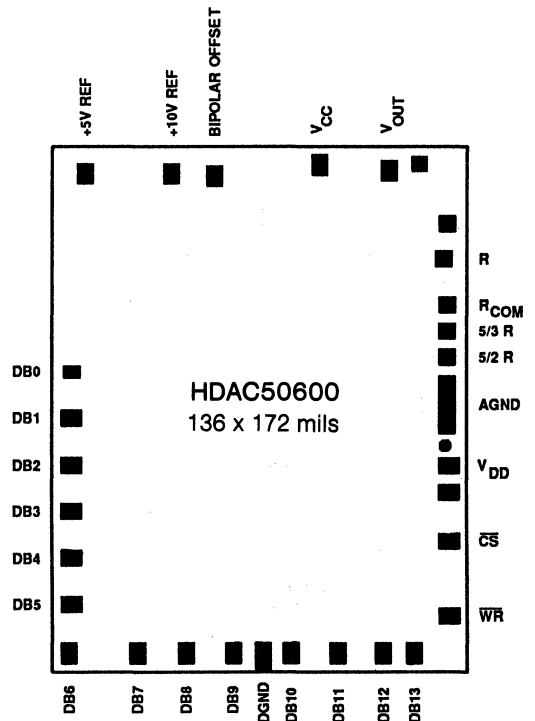 +5V REF
+10V REF
BIPOLAR OFFSET
VCC
VOUT
R
RCOM
5/3 R
5/2 R
AGND
VDD
CS
WR
DB0
DB1
DB2
DB3
DB4
DB5
HDAC50600
136 x 172 mils
DB6
DB7
DB8
DB9
DGND
DB10
DB11
DB12
DB13